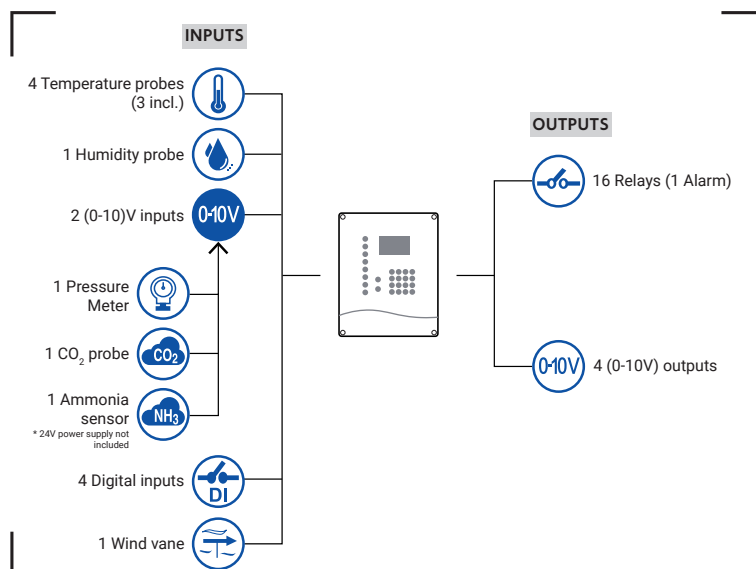 INPUTS
4 Temperature probes
(3 incl.)
1 Humidity probe
2 (0-10)V inputs
0-10V
1 Pressure
Meter
1 CO₂ probe
CO₂
1 Ammonia
sensor
* 24V power supply not
included
NH₃
4 Digital inputs
DI
1 Wind vane
OUTPUTS
16 Relays (1 Alarm)
0-10V
4 (0-10V) outputs